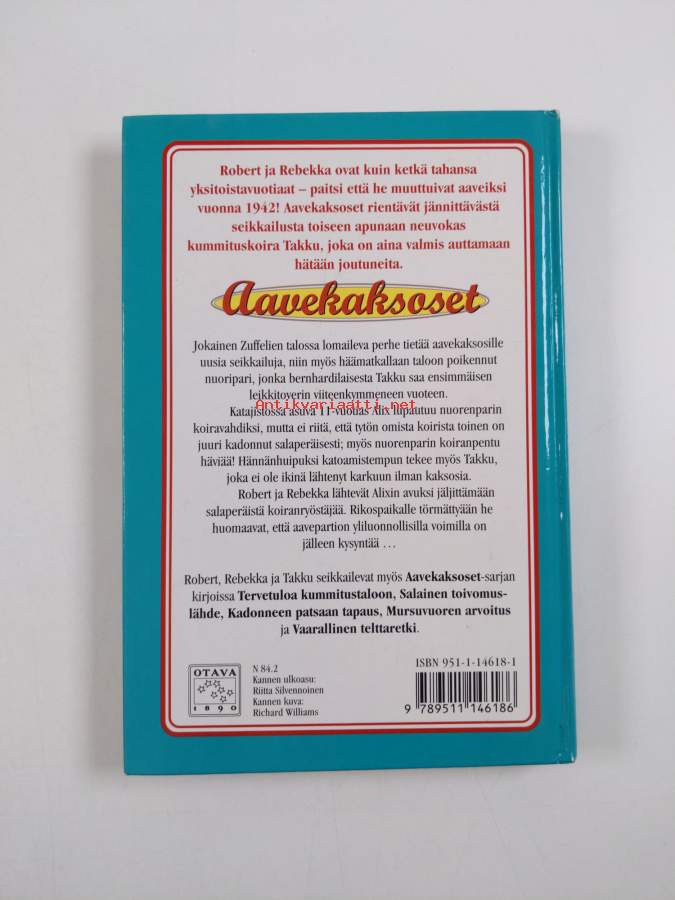 Robert ja Rebekka ovat kuin ketkä tahansa
yksitoistavuotiaat – paitsi että he muuttuivat aaveiksi
vuonna 1942! Aavekaksoset rientävät jännittävästä
seikkailusta toiseen apunaan neuvokas
kummituskoira Takku, joka on aina valmis auttamaan
hätään joutuneita.
Aavekaksoset
Jokainen Zuffelien talossa lomaileva perhe tietää aavekaksosille
uusia seikkailuja, niin myös häämatkallaan taloon poikennut
nuoripari, jonka bernhardilaisesta Takku saa ensimmäisen
leikkitoverin viiteenkymmeneen vuoteen.
Antikvariaatti.net
Katajistossa asuva 11-vuotias Alix lupautuu nuorenparin
koiravahdiksi, mutta ei riitä, että tytön omista koirista toinen on
juuri kadonnut salaperäisesti; myös nuorenparin koiranpentu
häviää! Hännänhuipuksi katoamistempun tekee myös Takku,
joka ei ole ikinä lähtenyt karkuun ilman kaksosia.
Robert ja Rebekka lähtevät Alixin avuksi jäljittämään
salaperäistä koiranryöstäjää. Rikospaikalle törmättyään he
huomaavat, että aavepartion yliluonnollisilla voimilla on
jälleen kysyntää ...
Robert, Rebekka ja Takku seikkailevat myös Aavekaksoset-sarjan
kirjoissa Tervetuloa kummitustaloon, Salainen toivomus-
lähde, Kadonneen patsaan tapaus, Mursuvuoren arvoitus
ja Vaarallinen telttaretki.
OTAVA
1890
N 84.2
Kannen ulkoasu:
Riitta Silvennoinen
Kannen kuva:
Richard Williams
ISBN 951-1-14618-1
9 789511 146186